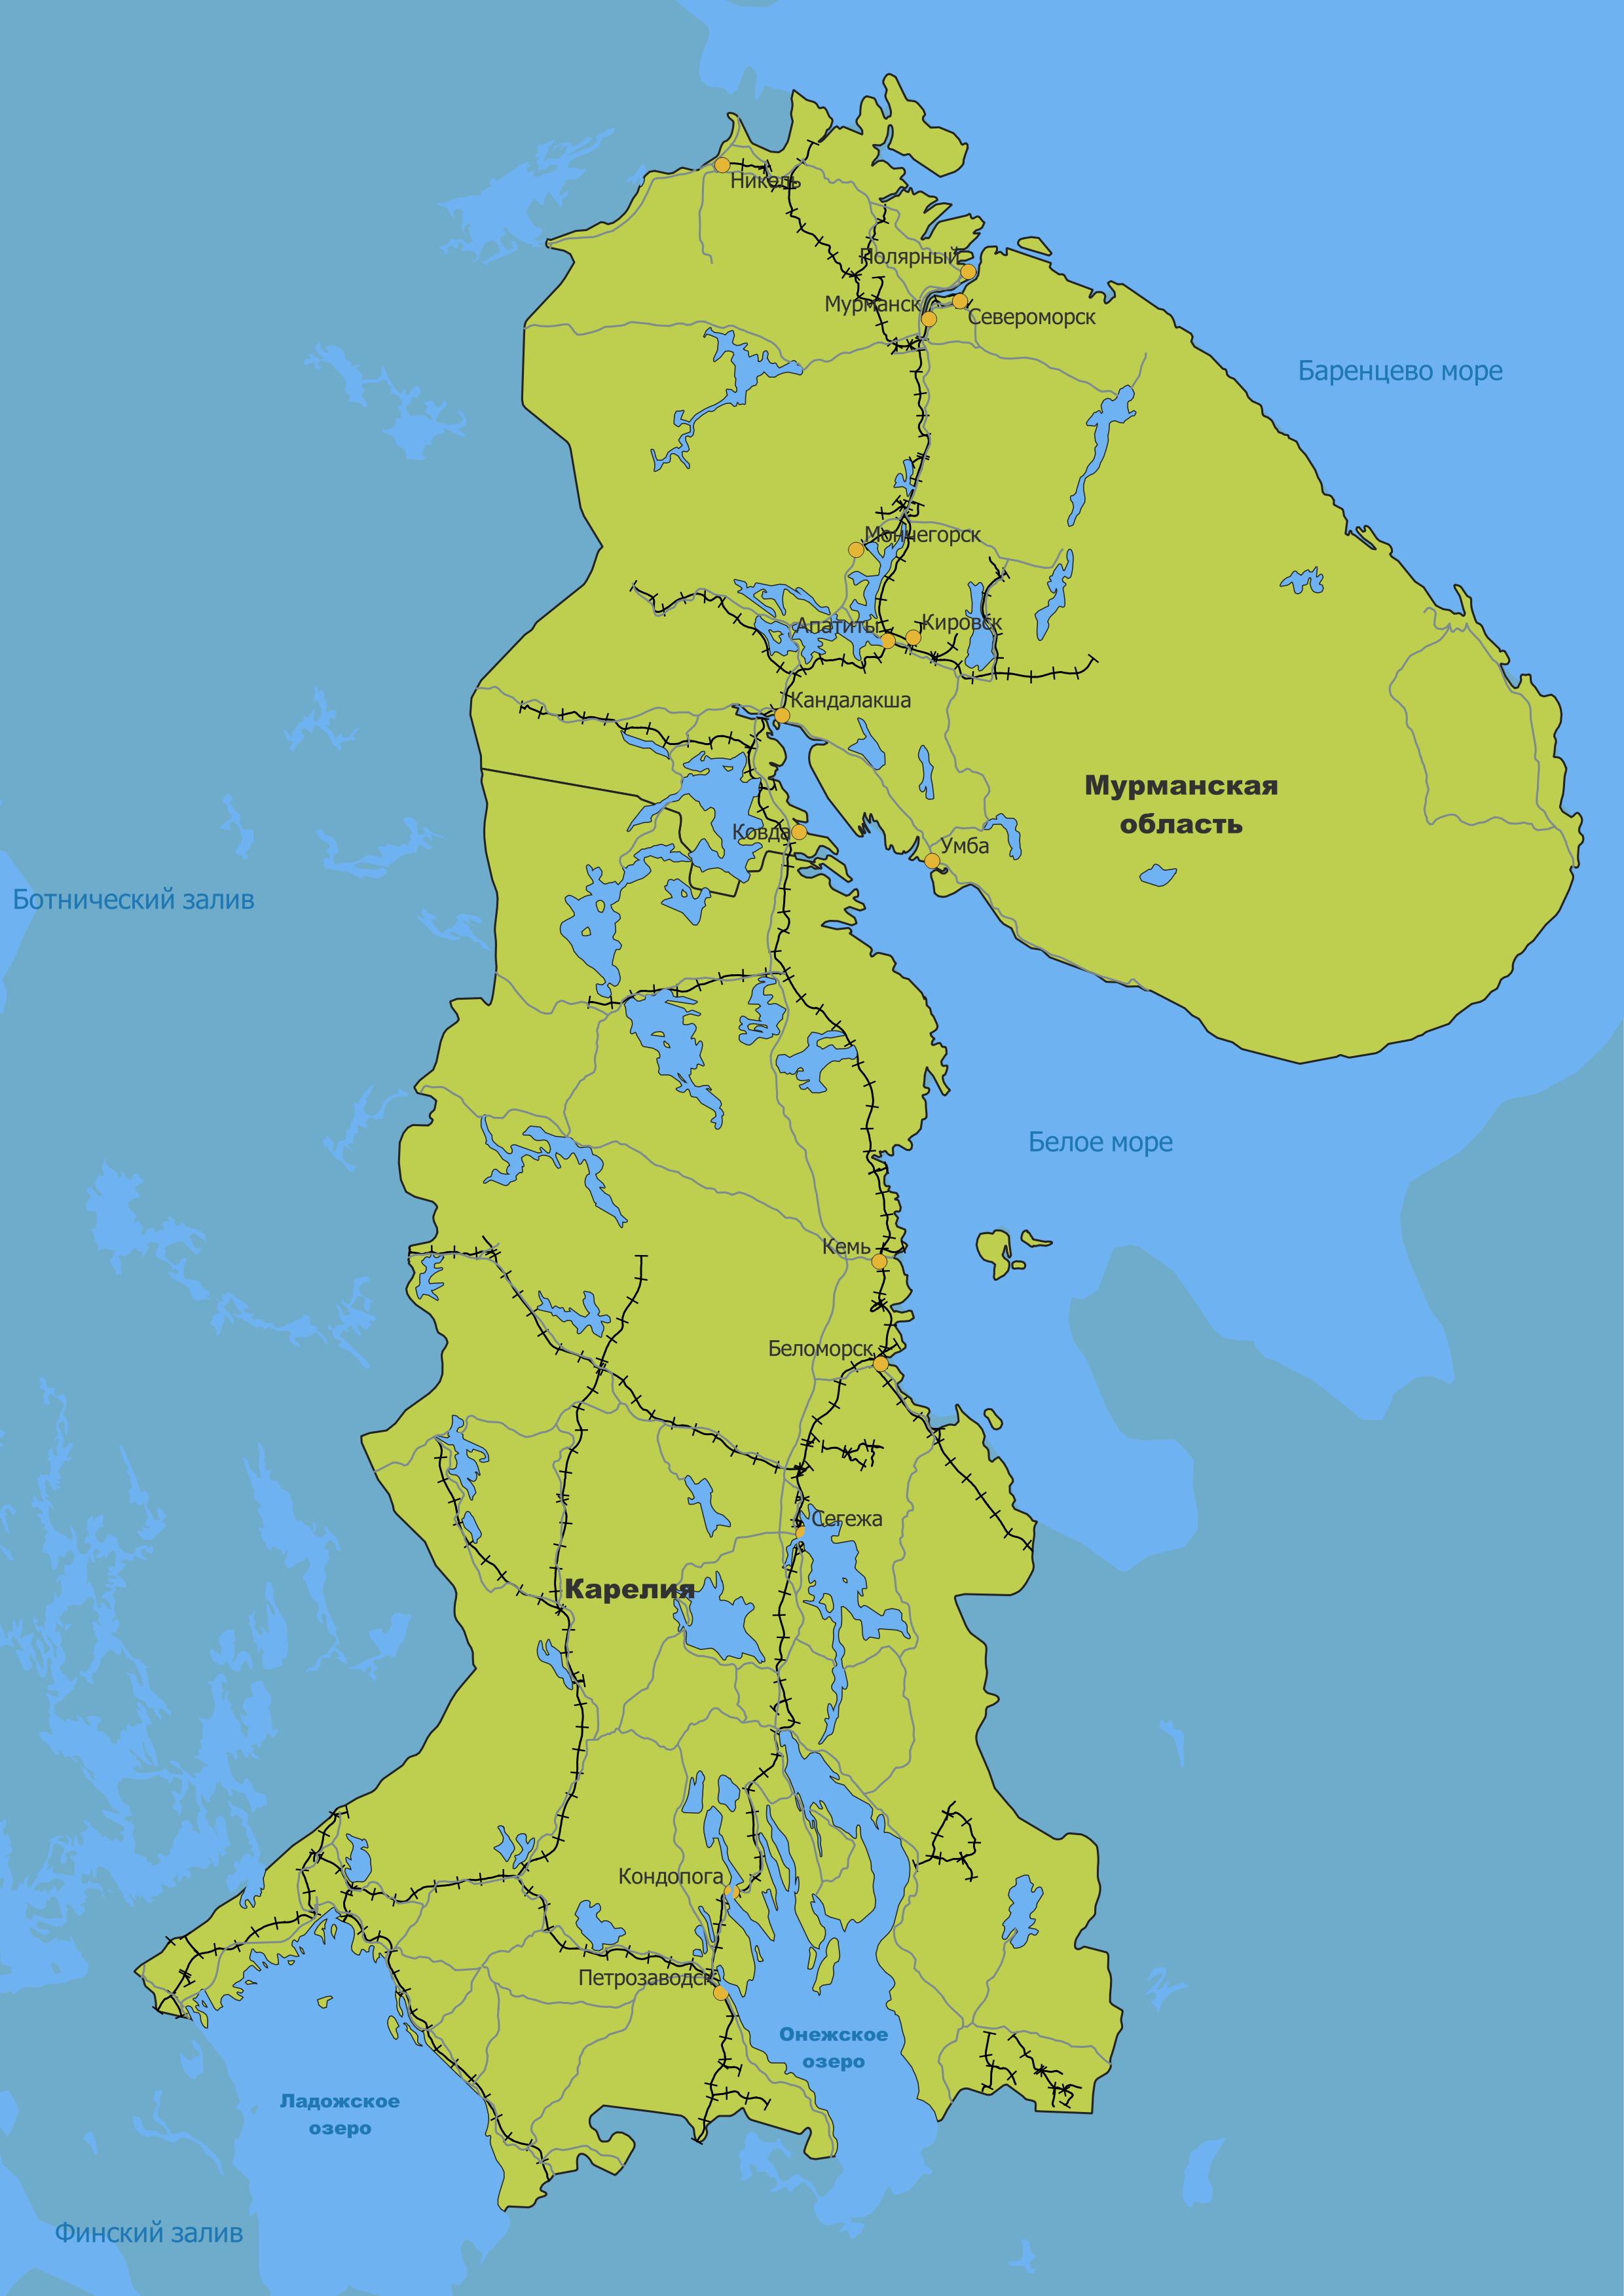 Никель
Полярный
Мурманск
Североморск
Баренцево море
Мончегорск
Кировск
Апатиты
Кандалакша
Мурманская
область
Ковда
Умба
Ботнический залив
Белое море
Кемь
Беломорск
Сегежа
Карелия
Кондопога
Петрозаводск
Онежское
озеро
Ладожское
озеро
Финский залив